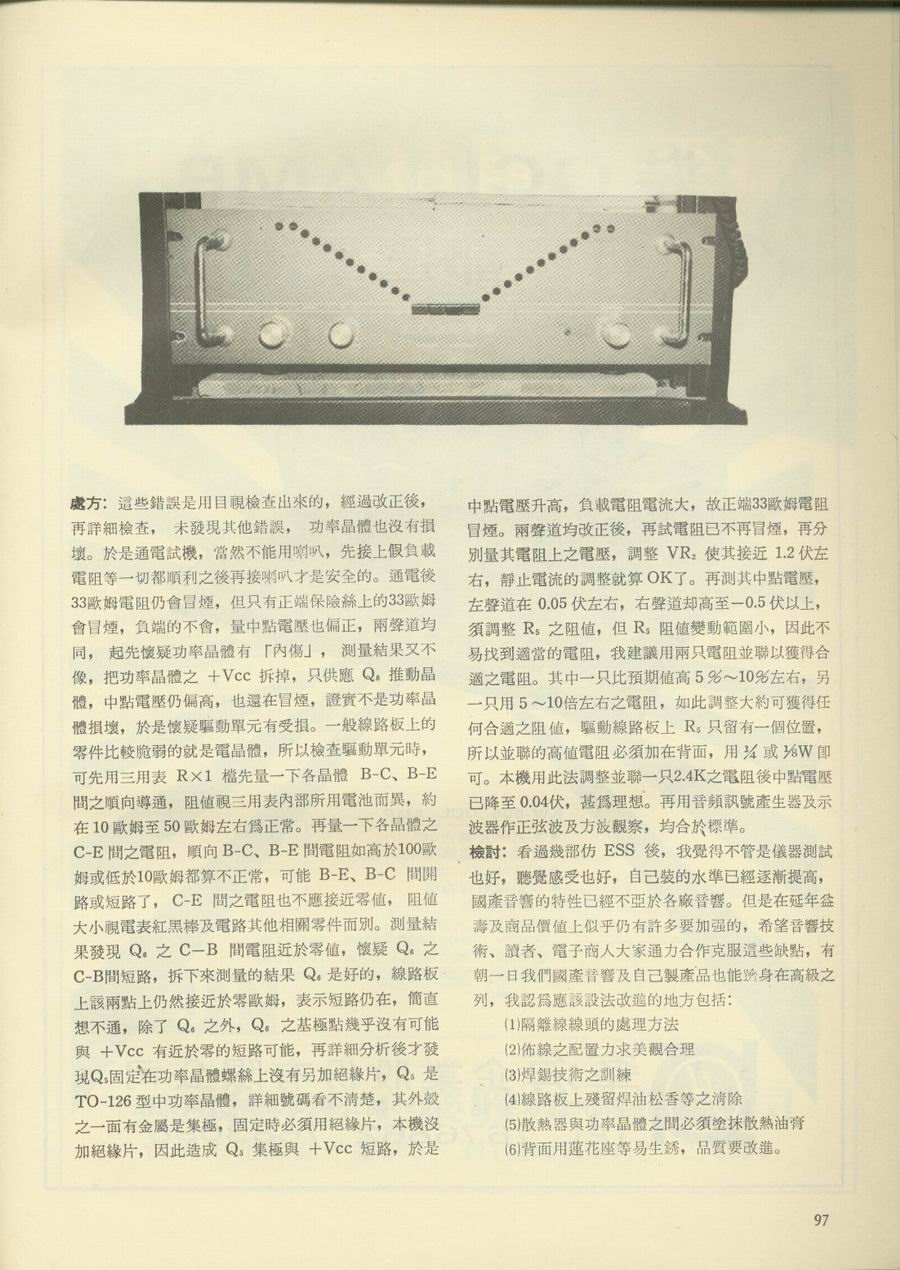 處方：這些錯誤是用目視檢查出來的，經過改正後，
再詳細檢查， 未發現其他錯誤， 功率晶體也沒有損
壞。於是通電試機，當然不能用喇叭，先接上假負載
電阻等一切都順利之後再接喇叭才是安全的。通電後
33歐姆電阻仍會冒煙，但只有正端保險絲上的33歐姆
會冒煙，負端的不會，量中點電壓也偏正，兩聲道均
同， 起先懷疑功率晶體有「內傷」， 測量結果又不
像，把功率晶體之 +Vcc 拆掉，只供應 Q₆ 推動晶
體，中點電壓仍偏高，也還在冒煙，證實不是功率晶
體損壞，於是懷疑驅動單元有受損。一般線路板上的
零件比較脆弱的就是電晶體，所以檢查驅動單元時，
可先用三用表 R×1 檔先量一下各晶體 B-C、B-E
間之順向導通，阻值視三用表內部所用電池而異，約
在10歐姆至50歐姆左右爲正常。再量一下各晶體之
C-E間之電阻，順向B-C、B-E間電阻如高於100歐
姆或低於10歐姆都算不正常，可能 B-E、B-C 間開
路或短路了， C-E 間之電阻也不應接近零值， 阻值
大小視電表紅黑棒及電路其他相關零件而別。測量結
果發現 Q₆ 之 C－B 間電阻近於零值，懷疑 Q₆ 之
C-B間短路，拆下來測量的結果 Q₆ 是好的，線路板
上該兩點上仍然接近於零歐姆，表示短路仍在，簡直
想不通，除了 Q₆ 之外，Q₆ 之基極點幾乎沒有可能
與 +Vcc 有近於零的短路可能，再詳細分析後才發
現Q₅固定在功率晶體螺絲上沒有另加絕緣片，Q₅ 是
TO-126型中功率晶體，詳細號碼看不清楚，其外殼
之一面有金屬是集極，固定時必須用絕緣片，本機沒
加絕緣片，因此造成 Q₅ 集極與 +Vcc 短路，於是
中點電壓升高，負載電阻電流大，故正端33歐姆電阻
冒煙。兩聲道均改正後，再試電阻已不再冒煙，再分
別量其電阻上之電壓，調整 VR₂ 使其接近 1.2伏左
右，靜止電流的調整就算OK了。再測其中點電壓，
左聲道在 0.05 伏左右，右聲道却高至－0.5 伏以上，
須調整 R₅ 之阻值，但 R₅ 阻值變動範圍小，因此不
易找到適當的電阻，我建議用兩只電阻並聯以獲得合
適之電阻。其中一只比預期値高5％～10％左右，另
一只用5～10倍左右之電阻，如此調整大約可獲得任
何合適之阻值，驅動線路板上 R₅ 只留有一個位置，
所以並聯的高値電阻必須加在背面，用¼或⅛W卽
可。本機用此法調整並聯一只2.4K之電阻後中點電壓
已降至0.04伏，甚爲理想。再用音頻訊號產生器及示
波器作正弦波及方波觀察，均合於標準。
檢討：看過幾部仿 ESS 後，我覺得不管是儀器測試
也好，聽覺感受也好，自己裝的水準已經逐漸提高，
國產音響的特性已經不亞於各廠音響。但是在延年益
壽及商品價値上似乎仍有許多要加强的，希望音響技
術、讀者、電子商人大家通力合作克服這些缺點，有
朝一日我們國產音響及自己製產品也能躋身在高級之
列，我認爲應該設法改進的地方包括：
⑴隔離線線頭的處理方法
⑵佈線之配置力求美觀合理
⑶焊錫技術之訓練
⑷線路板上殘留焊油松香等之清除
⑸散熱器與功率晶體之間必須塗抹散熱油膏
⑹背面用蓮花座等易生銹，品質要改進。
97